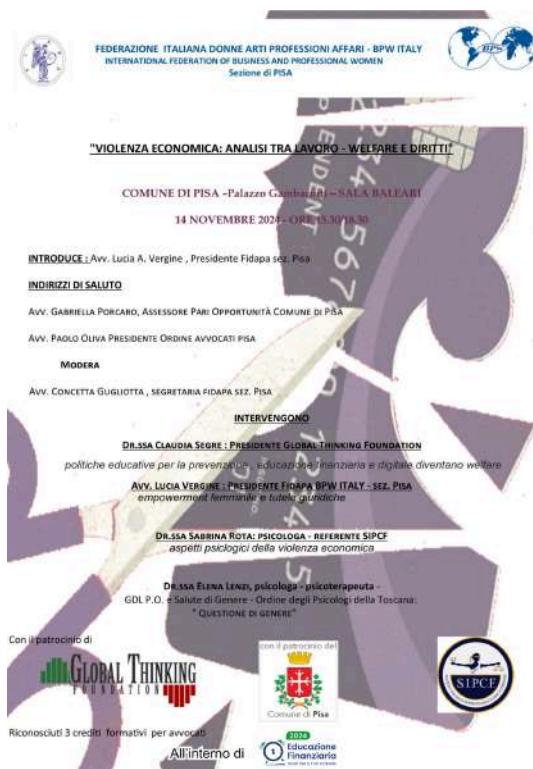 FEDERAZIONE ITALIANA DONNE ARTI PROFESSIONI AFFARI - BPW ITALY
INTERNATIONAL FEDERATION OF BUSINESS AND PROFESSIONAL WOMEN
Sezione di PISA
"VIOLENZA ECONOMICA: ANALISI TRA LAVORO - WELFARE E DIRITTI"
COMUNE DI PISA –Palazzo Gambacorti – SALA BALEARI
14 NOVEMBRE 2024 - ORE 15.30/18.30
INTRODUCE : Avv. Lucia A. Vergine , Presidente Fidapa sez. Pisa
INDIRIZZI DI SALUTO
AVV. GABRIELLA PORCARO, ASSESSORE PARI OPPORTUNITÀ COMUNE DI PISA
AVV. PAOLO OLIVA PRESIDENTE ORDINE AVVOCATI PISA
MODERA
AVV. CONCETTA GUGLIOTTA , SEGRETARIA FIDAPA SEZ. PISA
INTERVENGONO
DR.SSA CLAUDIA SEGRE : PRESIDENTE GLOBAL THINKING FOUNDATION
politiche educative per la prevenzione , educazione finanziaria e digitale diventano welfare
AVV. LUCIA VERGINE : PRESIDENTE FIDAPA BPW ITALY - SEZ. PISA
empowerment femminile e tutele giuridiche
DR.SSA SABRINA ROTA: PSICOLOGA - REFERENTE SIPCF
aspetti psiclogici della violenza economica
DR.SSA ELENA LENZI, psicologa - psicoterapeuta -
GDL P.O. e Salute di Genere - Ordine degli Psicologi della Toscana:
" QUESTIONE DI GENERE"
Con il patrocinio di
GLOBAL THINKING
FOUNDATION
con il patrocinio del
Comune di Pisa
SIPCF
Riconosciuti 3 crediti formativi per avvocati
All'interno di
2024
Educazione
Finanziaria